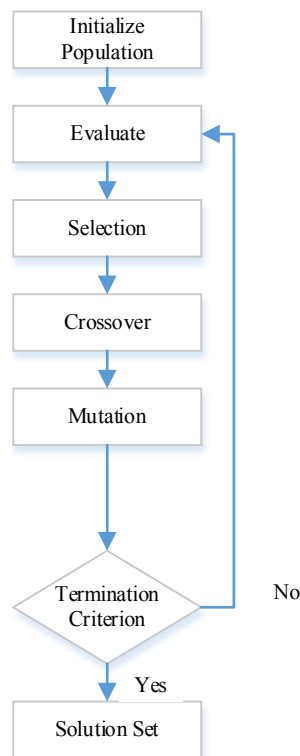 Initialize
Population
Evaluate
Selection
Crossover
Mutation
Termination
Criterion
No
Yes
Solution Set